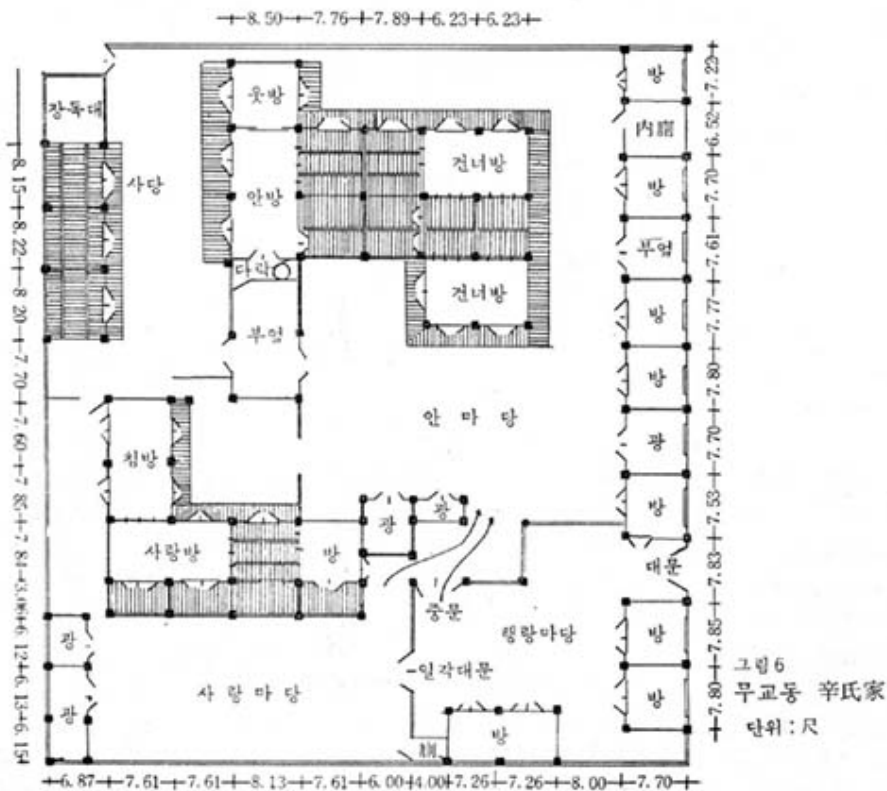 8.50 7.76 7.89 6.23 6.23
방
장독대
웃방
內廁
건너방
사당
안방
방
다락
부엌
건너방
부엌
방
방
안마당
광
침방
방
광
광
사랑방
방
대문
중문
행랑마당
방
광
일각대문
사랑마당
방
광
방
廁
7.23 6.52 7.70 7.61 7.77 7.80 7.70 7.53 7.83 7.85 7.80
8.15 8.22 8.20 7.70 7.60 7.85 7.84 3.06 6.12 6.13 6.15
6.87 7.61 7.61 8.13 7.61 6.00 4.00 7.26 7.26 8.00 7.70
그림 6
무교동 辛氏家
단위 : 尺